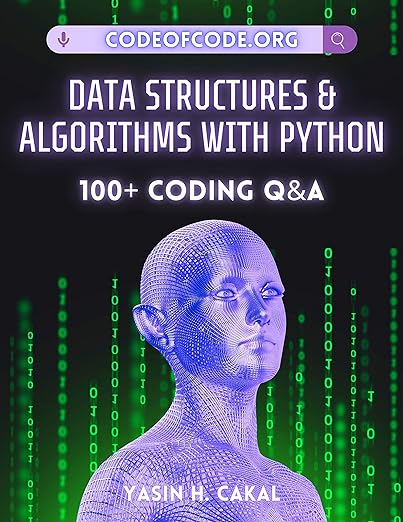 CODEOFCODE.ORG
DATA STRUCTURES &
ALGORITHMS WITH PYTHON
100+ CODING Q&A
YASIN H. CAKAL